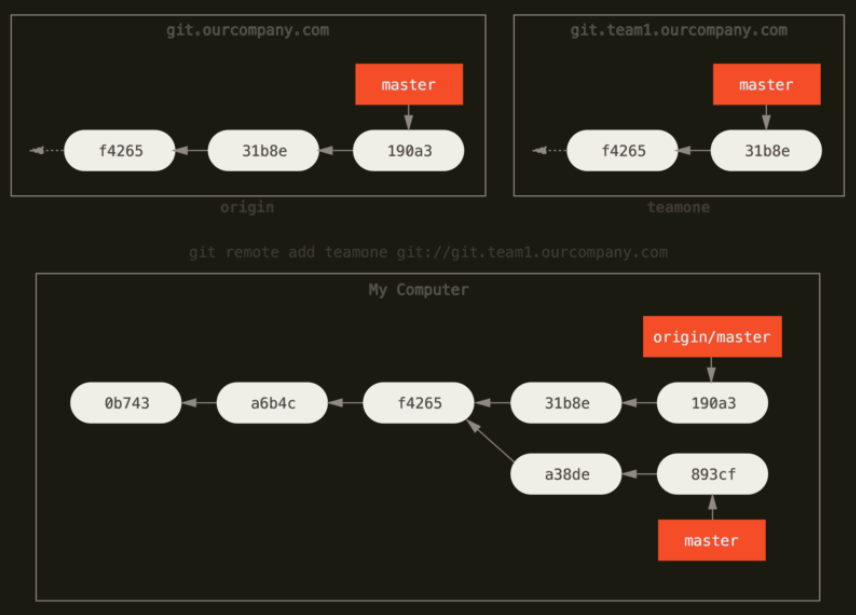 git.ourcompany.com
git.team1.ourcompany.com
master
master
f4265
31b8e
190a3
f4265
31b8e
origin
teamone
git remote add teamone git://git.team1.ourcompany.com
My Computer
origin/master
0b743
a6b4c
f4265
31b8e
190a3
a38de
893cf
master